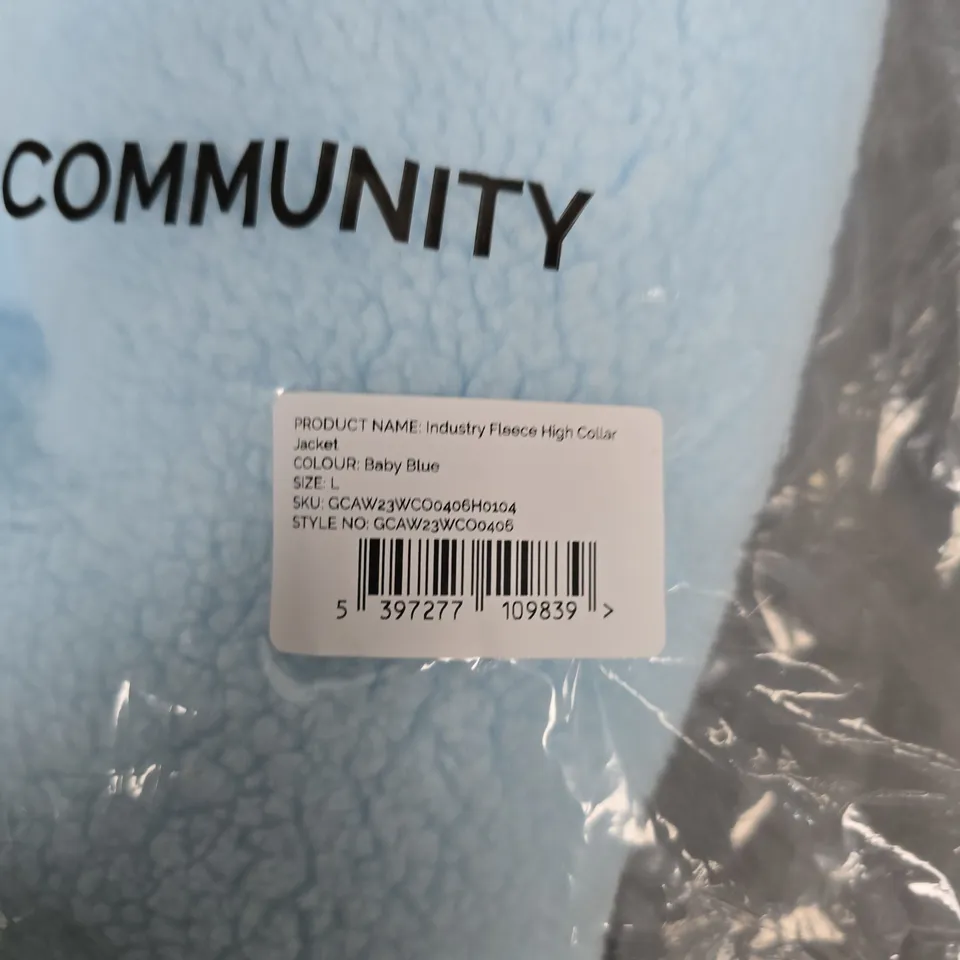 COMMUNITY
PRODUCT NAME: Industry Fleece High Collar
Jacket
COLOUR: Baby Blue
SIZE: L
SKU: GCAW23WCO0406H0104
STYLE NO: GCAW23WCO0406
5 397277 109839 >